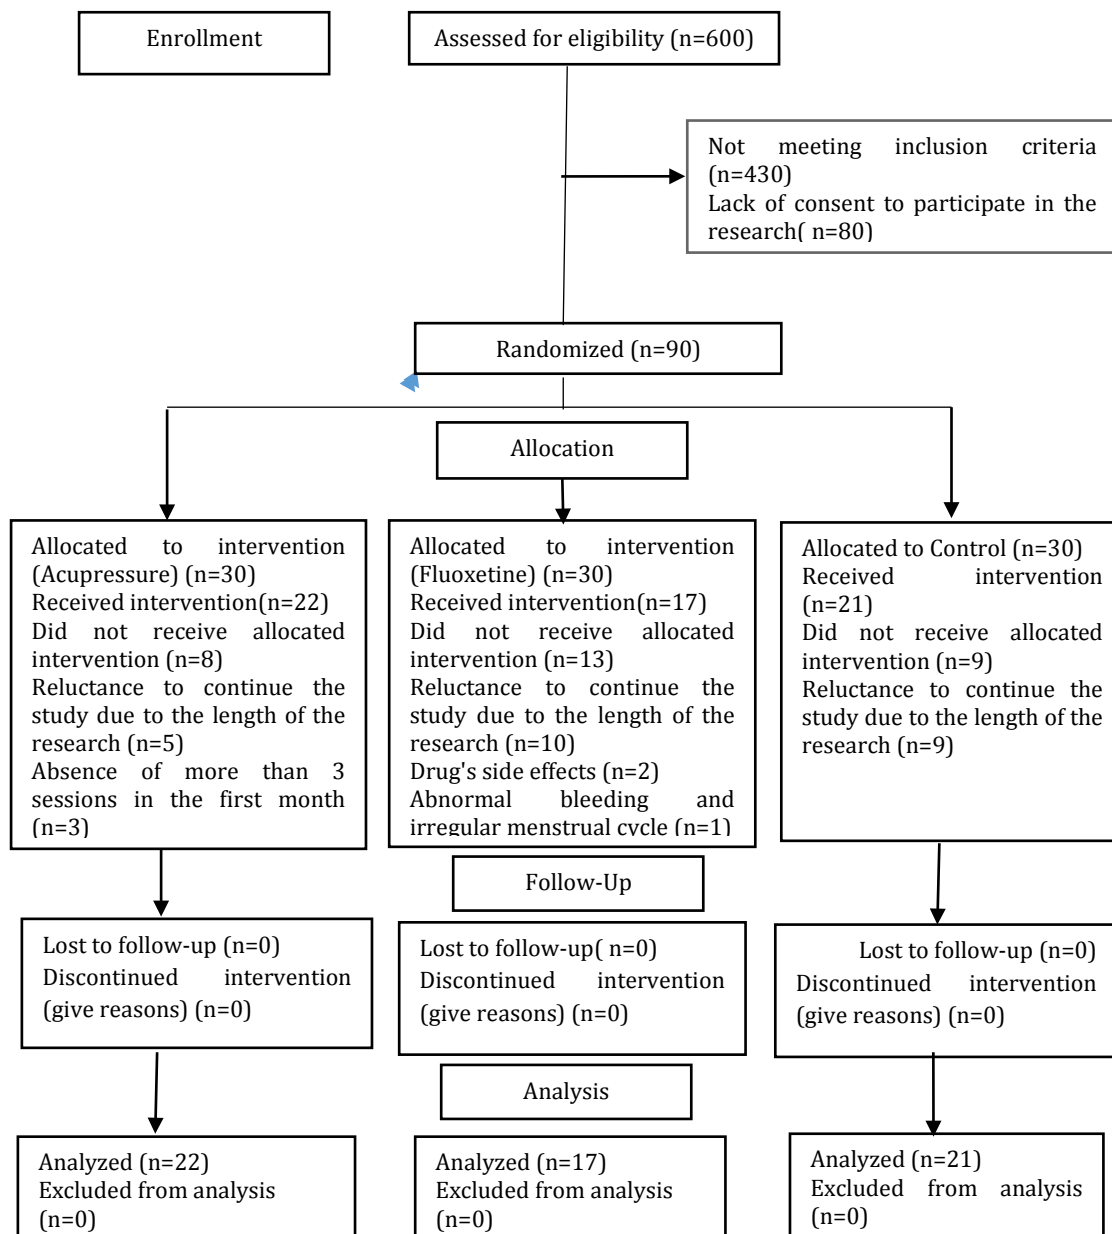 Enrollment
Assessed for eligibility (n=600)
Not meeting inclusion criteria
(n=430)
Lack of consent to participate in the
research( n=80)
Randomized (n=90)
Allocation
Allocated to intervention
(Acupressure) (n=30)
Received intervention(n=22)
Did not receive allocated
intervention (n=8)
Reluctance to continue the
study due to the length of the
research (n=5)
Absence of more than 3
sessions in the first month
(n=3)
Allocated to intervention
(Fluoxetine) (n=30)
Received intervention(n=17)
Did not receive allocated
intervention (n=13)
Reluctance to continue the
study due to the length of the
research (n=10)
Drug's side effects (n=2)
Abnormal bleeding and
irregular menstrual cycle (n=1)
Allocated to Control (n=30)
Received intervention
(n=21)
Did not receive allocated
intervention (n=9)
Reluctance to continue the
study due to the length of the
research (n=9)
Follow-Up
Lost to follow-up (n=0)
Discontinued intervention
(give reasons) (n=0)
Lost to follow-up( n=0)
Discontinued intervention
(give reasons) (n=0)
Lost to follow-up (n=0)
Discontinued intervention
(give reasons) (n=0)
Analysis
Analyzed (n=22)
Excluded from analysis
(n=0)
Analyzed (n=17)
Excluded from analysis
(n=0)
Analyzed (n=21)
Excluded from analysis
(n=0)